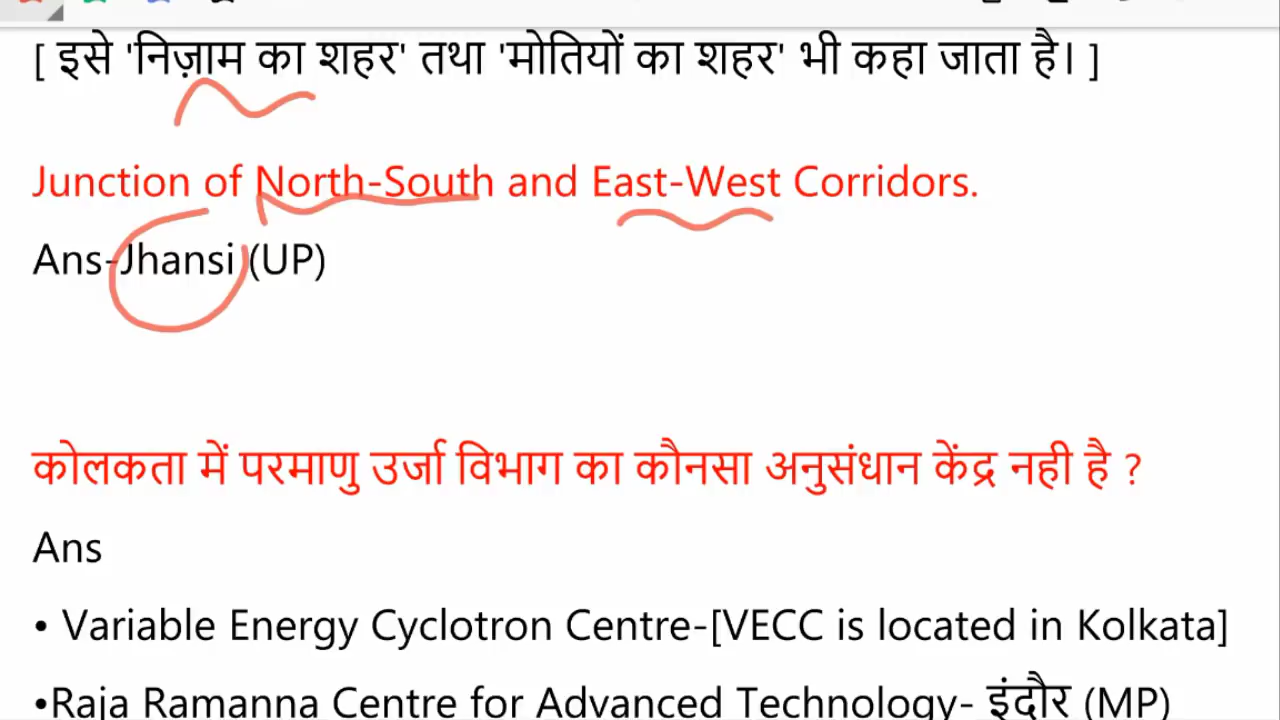 [ इसे 'निज़ाम का शहर' तथा 'मोतियों का शहर' भी कहा जाता है। ]
Junction of North-South and East-West Corridors.
Ans-Jhansi (UP)
कोलकता में परमाणु उर्जा विभाग का कौनसा अनुसंधान केंद्र नही है ?
Ans
• Variable Energy Cyclotron Centre-[VECC is located in Kolkata]
•Raja Ramanna Centre for Advanced Technology- इंदौर (MP)